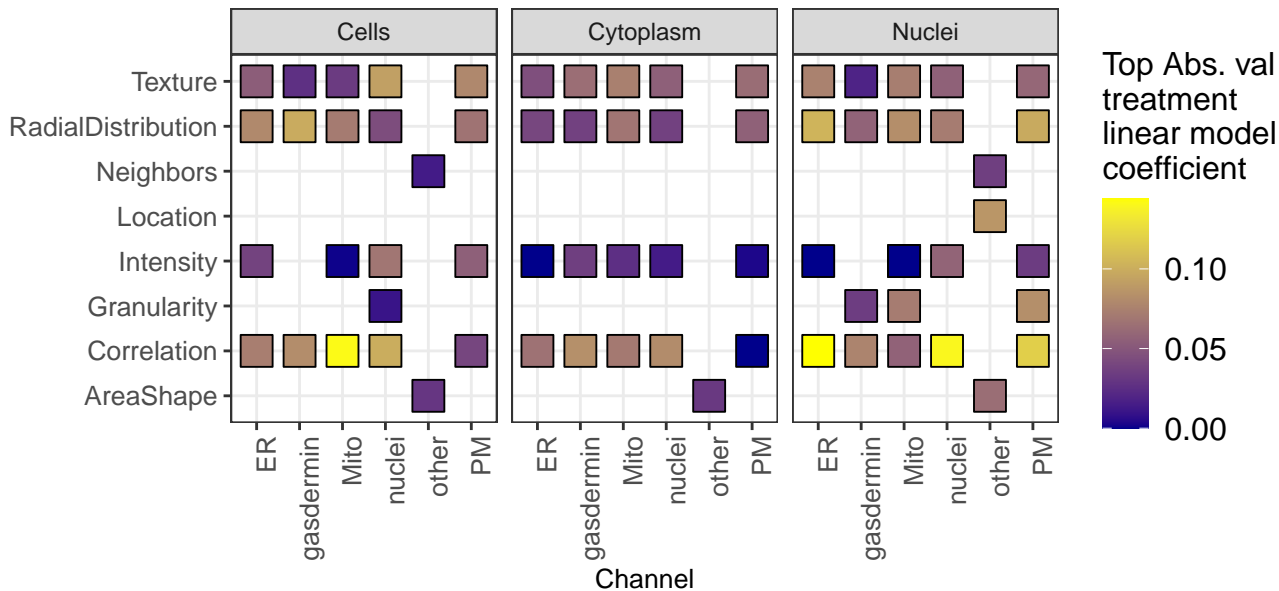 Cells
Cytoplasm
Nuclei
Texture
RadialDistribution
Neighbors
Location
Intensity
Granularity
Correlation
AreaShape
ER
gasdermin
Mito
nuclei
other
PM
ER
gasdermin
Mito
nuclei
other
PM
ER
gasdermin
Mito
nuclei
other
PM
Channel
Top Abs. val
treatment
linear model
coefficient
0.10
0.05
0.00